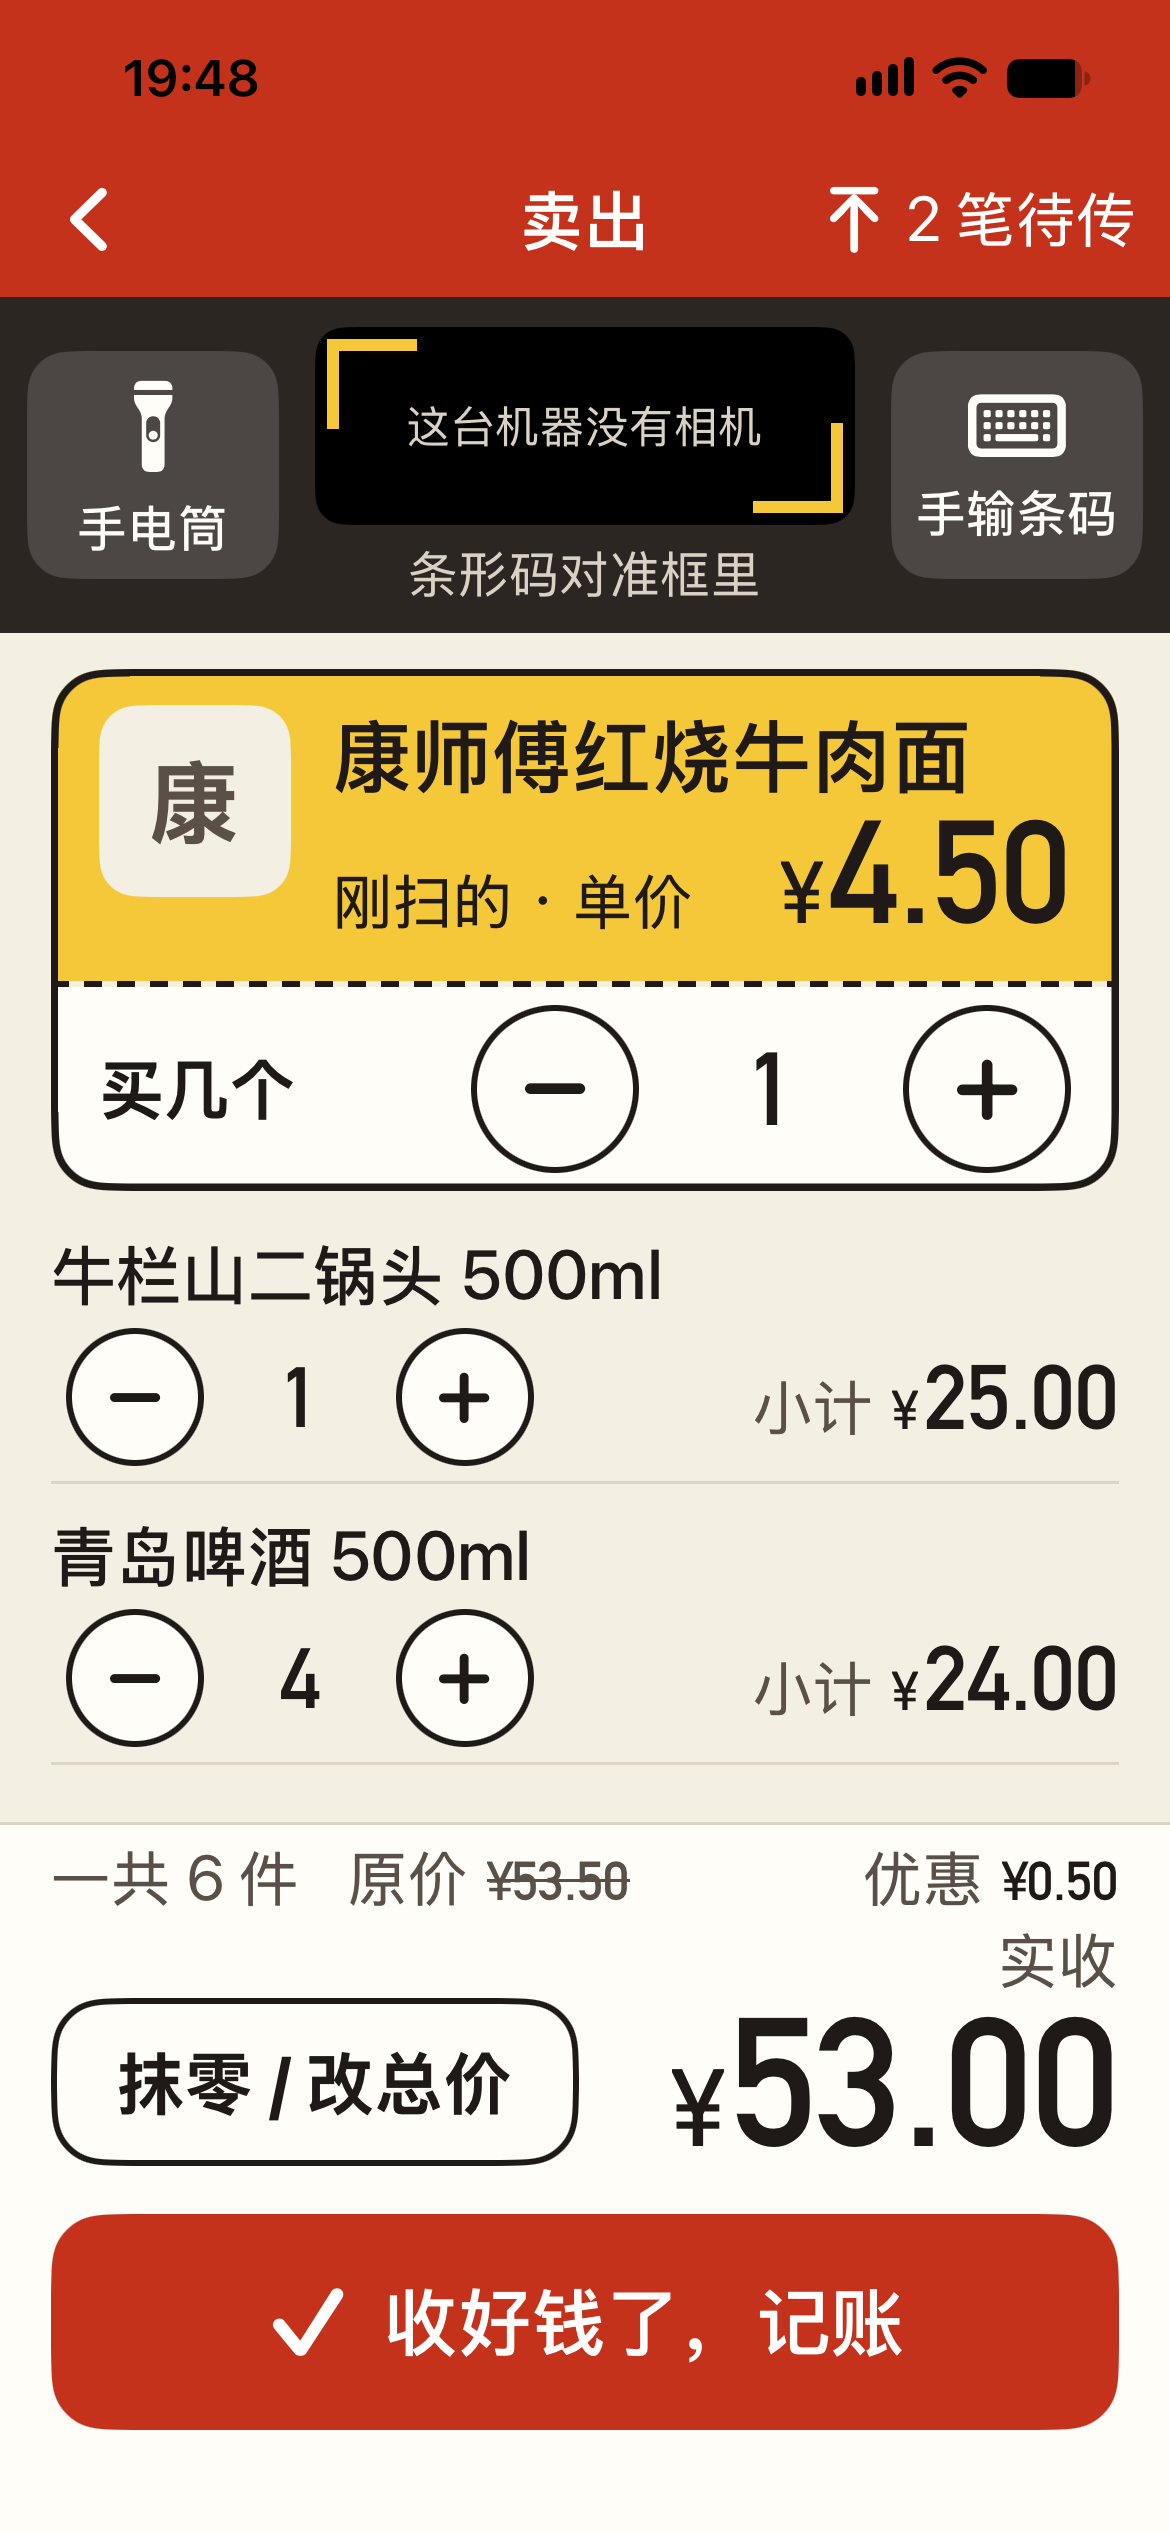 19:48
卖出
2 笔待传
手电筒
这台机器没有相机
手输条码
条形码对准框里
康
康师傅红烧牛肉面
刚扫的 · 单价 ¥4.50
买几个 1
牛栏山二锅头 500ml
1 小计 ¥25.00
青岛啤酒 500ml
4 小计 ¥24.00
一共 6 件 原价 ¥53.50 优惠 ¥0.50
实收
抹零 / 改总价 ¥53.00
收好钱了，记账